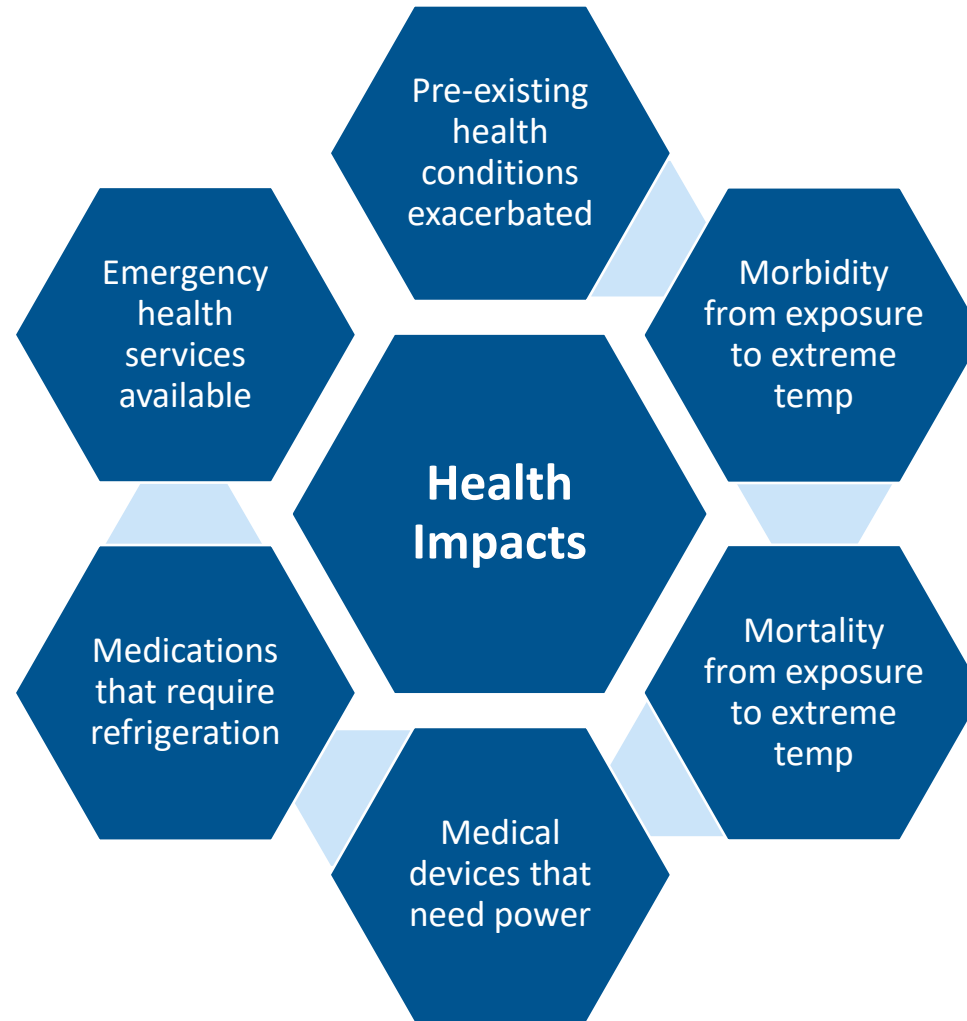 Pre-existing
health
conditions
exacerbated
Morbidity
from exposure
to extreme
temp
Mortality
from exposure
to extreme
temp
Medical
devices that
need power
Medications
that require
refrigeration
Emergency
health
services
available
Health
Impacts